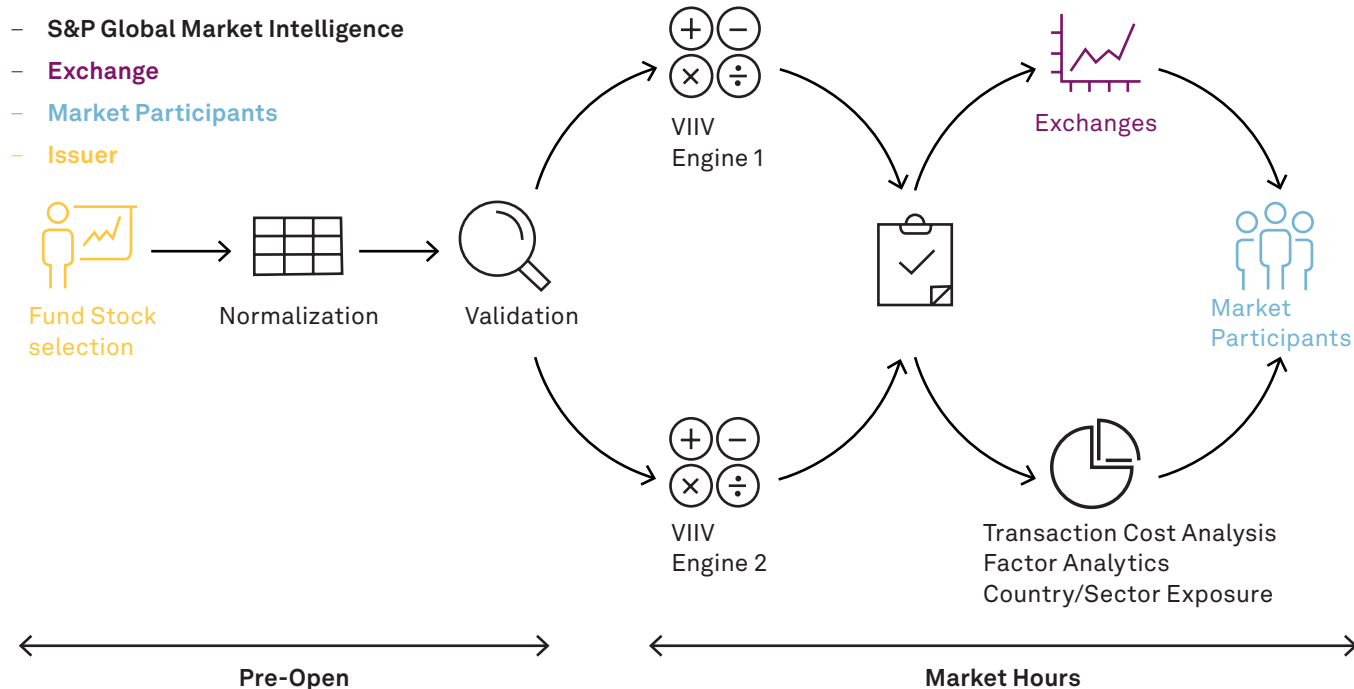 – S&P Global Market Intelligence
– Exchange
– Market Participants
– Issuer
Fund Stock
selection
Normalization
Validation
VIIV
Engine 1
VIIV
Engine 2
Exchanges
Transaction Cost Analysis
Factor Analytics
Country/Sector Exposure
Market
Participants
Pre-Open
Market Hours